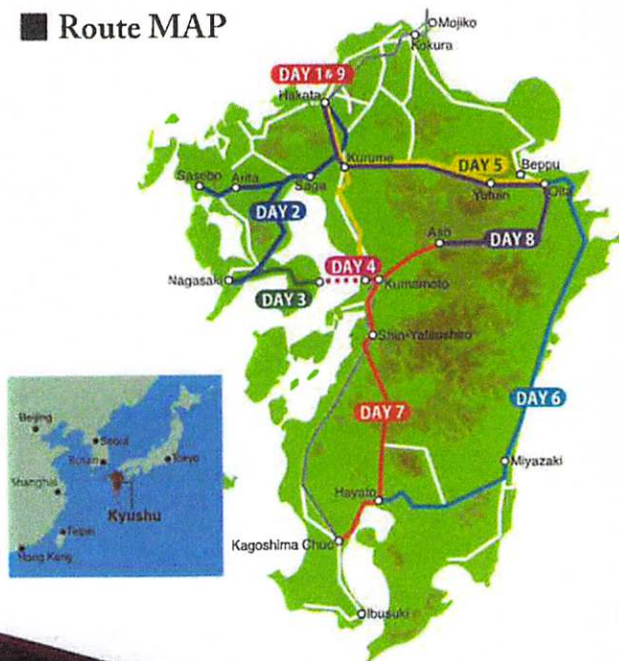 Route MAP
Mojiko
Kokura
DAY 1 & 9
Hakata
Kurume
DAY 5
Beppu
Sasebo
Arita
Saga
Yufuin
Oita
DAY 2
Aso
DAY 8
Nagasaki
DAY 4
Kumamoto
DAY 3
Shin-Yatsushiro
DAY 7
DAY 6
Miyazaki
Hayato
Kagoshima Chuo
Ibusuki
Beijing
Seoul
Busan
Tokyo
Shanghai
Kyushu
Taipei
Hong Kong